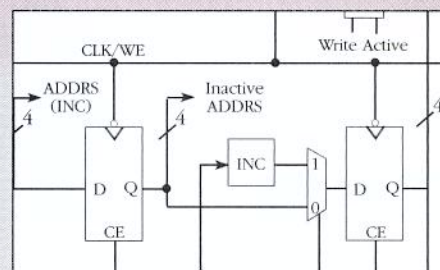 CLK/WE
Write Active
ADDRS
(INC)
Inactive
ADDRS
4
4
4
INC
1
0
D Q
D Q
CE
CE